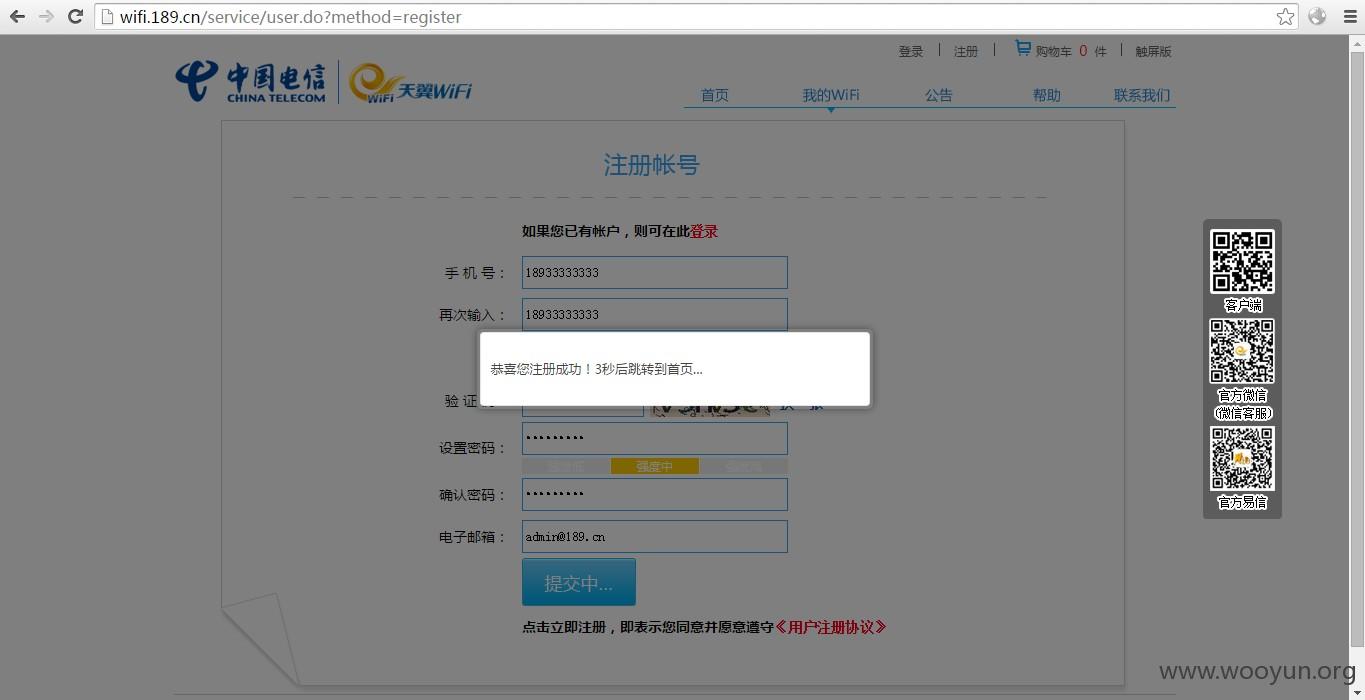 wifi.189.cn/service/user.do?method=register
登录 | 注册 | 购物车 0 件 | 触屏版
中国电信
CHINA TELECOM
WiFi 天翼WiFi
首页 我的WiFi 公告 帮助 联系我们
注册帐号
如果您已有帐户，则可在此登录
手 机 号： 18933333333
再次输入： 18933333333
恭喜您注册成功！3秒后跳转到首页...
验 证
设置密码： •••••••••
强度中
确认密码： •••••••••
电子邮箱： admin@189.cn
提交中...
点击立即注册，即表示您同意并愿意遵守《用户注册协议》
客户端
官方微信
(微信客服)
官方易信
www.wooyun.org